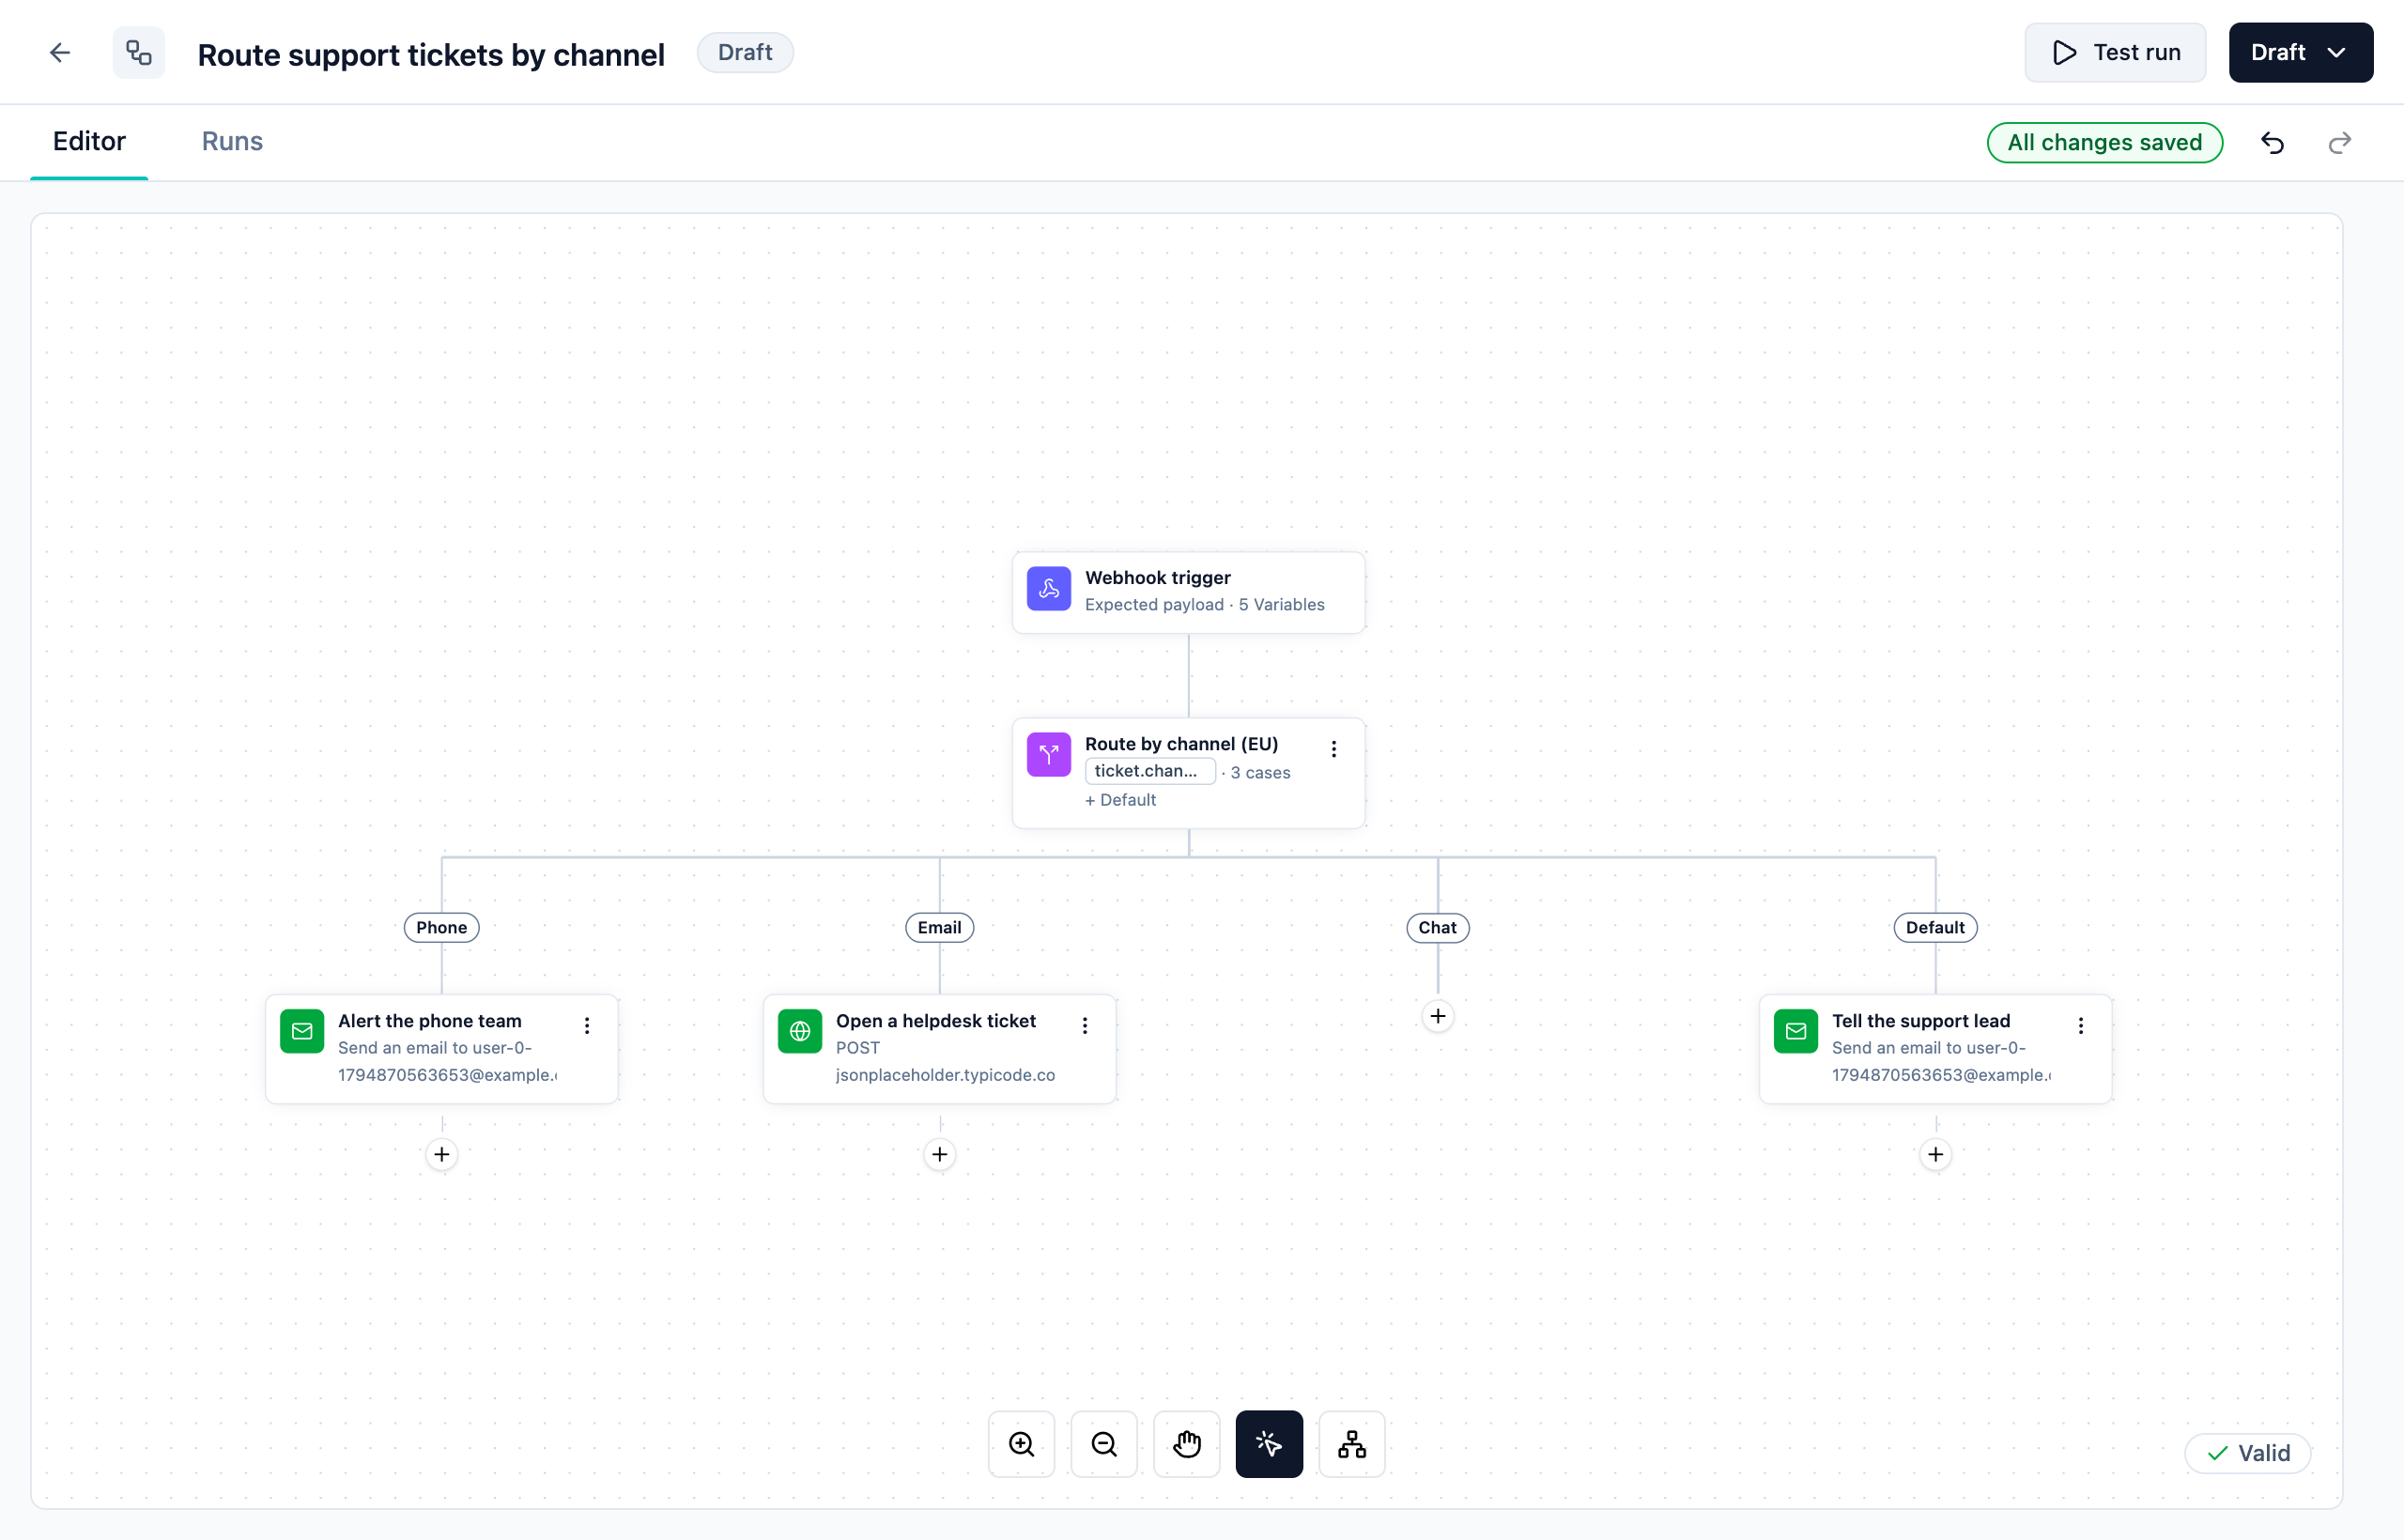 Route support tickets by channel
Draft
Test run
Draft
Editor
Runs
All changes saved
Webhook trigger
Expected payload · 5 Variables
Route by channel (EU)
ticket.chan... · 3 cases
+ Default
Phone
Email
Chat
Default
Alert the phone team
Send an email to user-0-
1794870563653@example.
Open a helpdesk ticket
POST
jsonplaceholder.typicode.co
Tell the support lead
Send an email to user-0-
1794870563653@example.
Valid